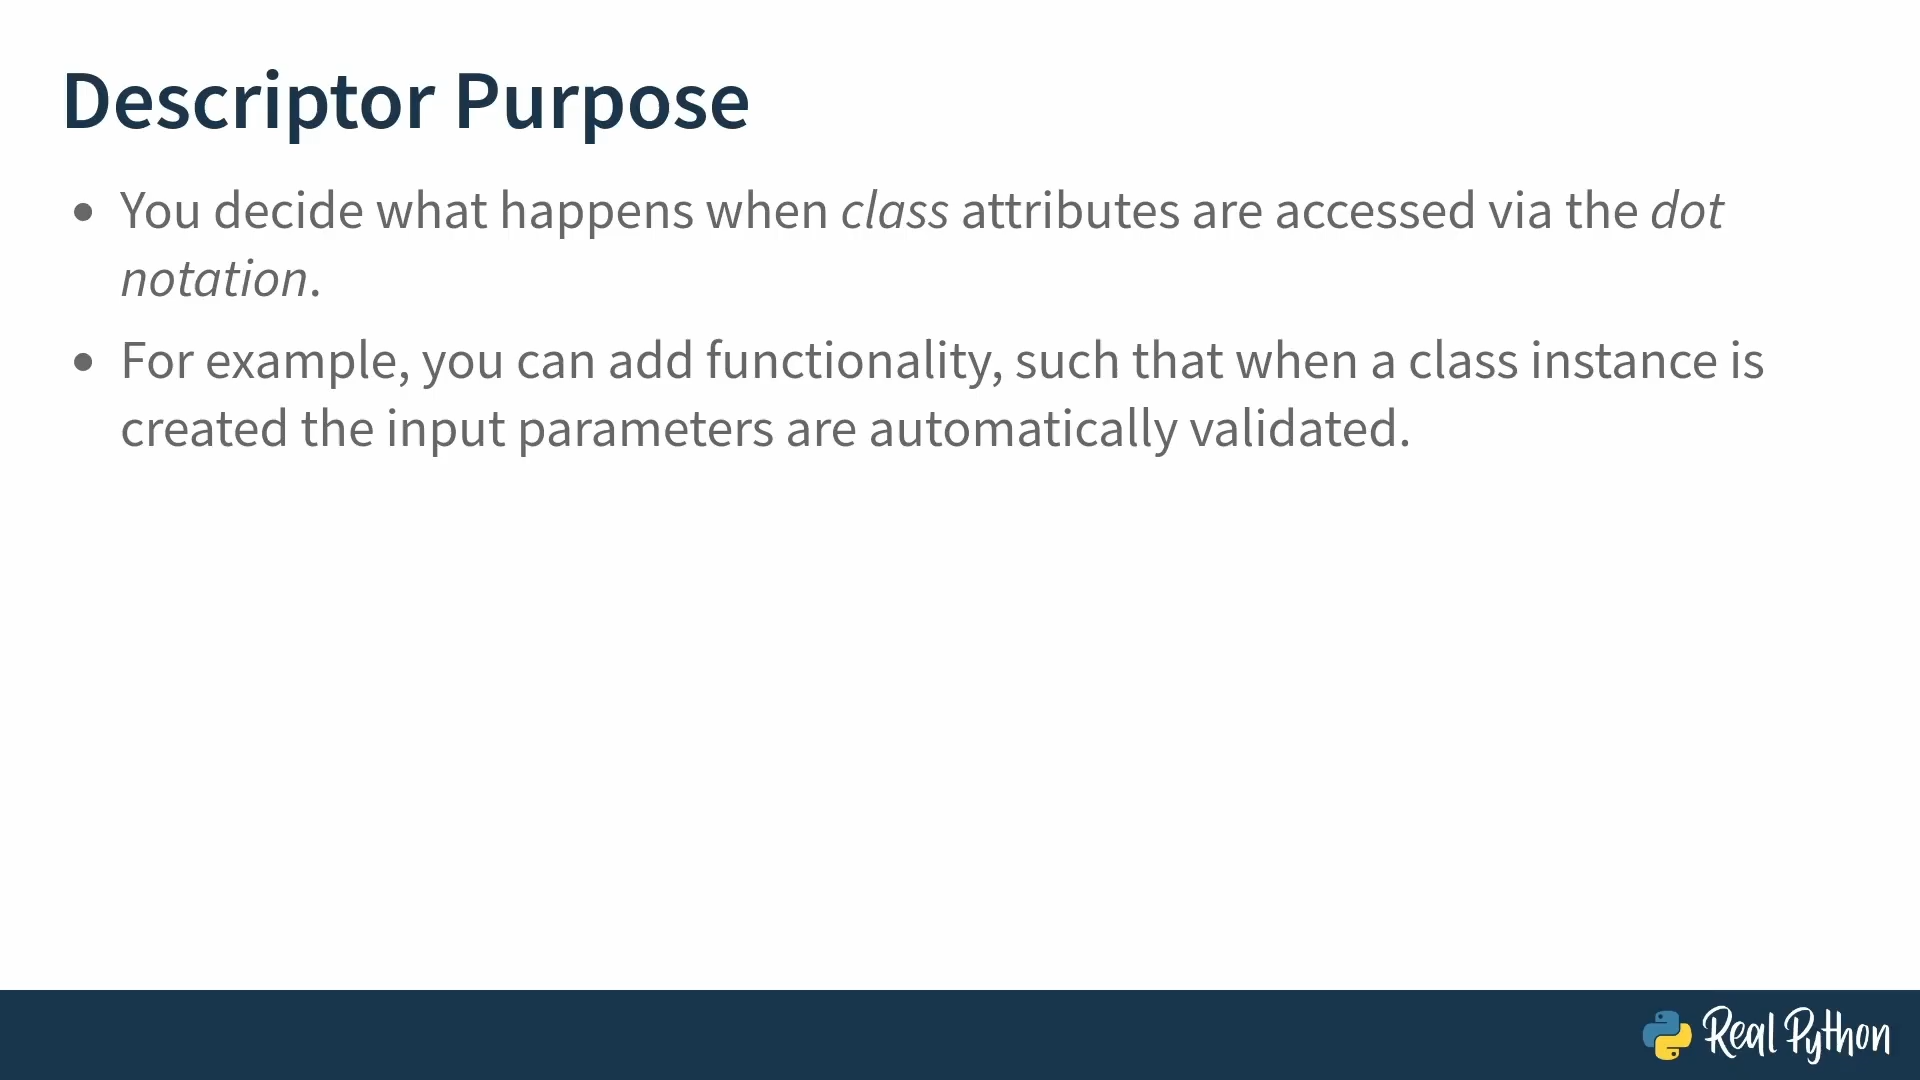 Descriptor Purpose
• You decide what happens when class attributes are accessed via the dot
notation.
• For example, you can add functionality, such that when a class instance is
created the input parameters are automatically validated.
Real Python